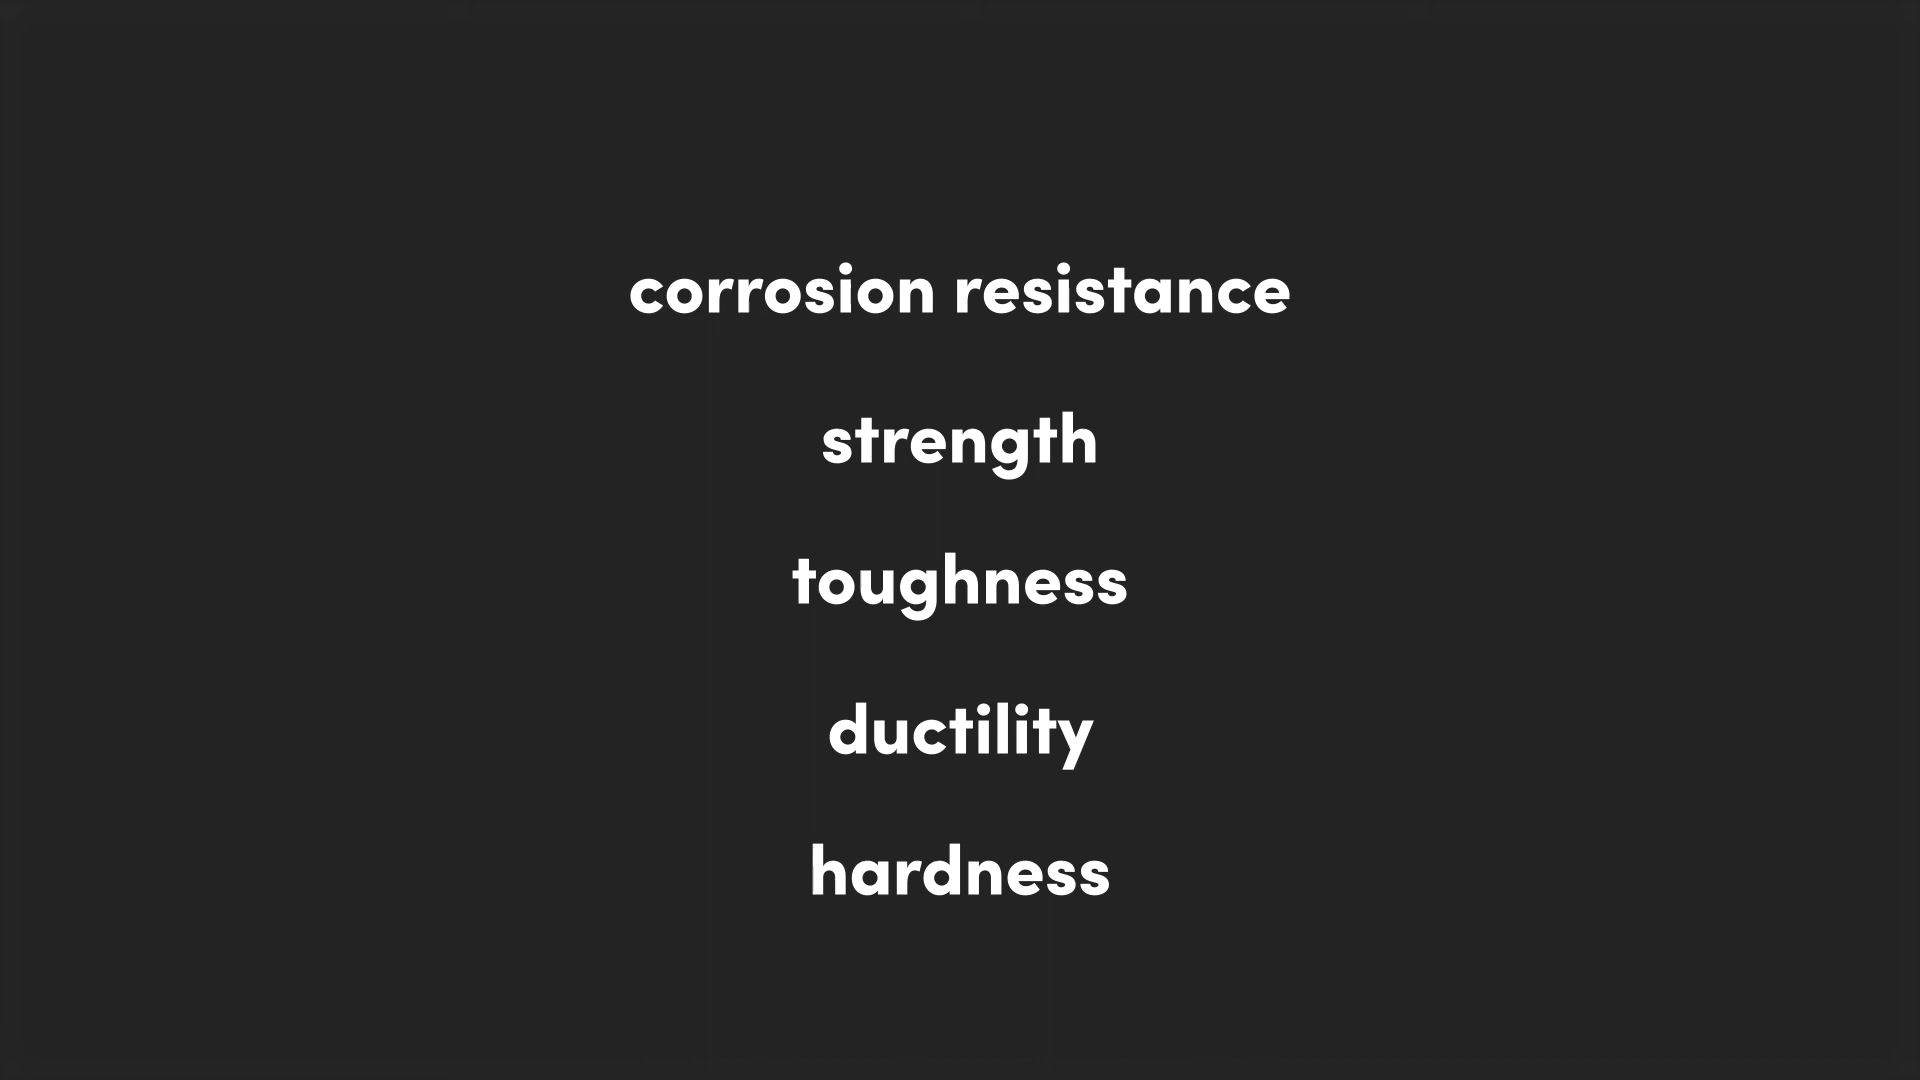 corrosion resistance
strength
toughness
ductility
hardness